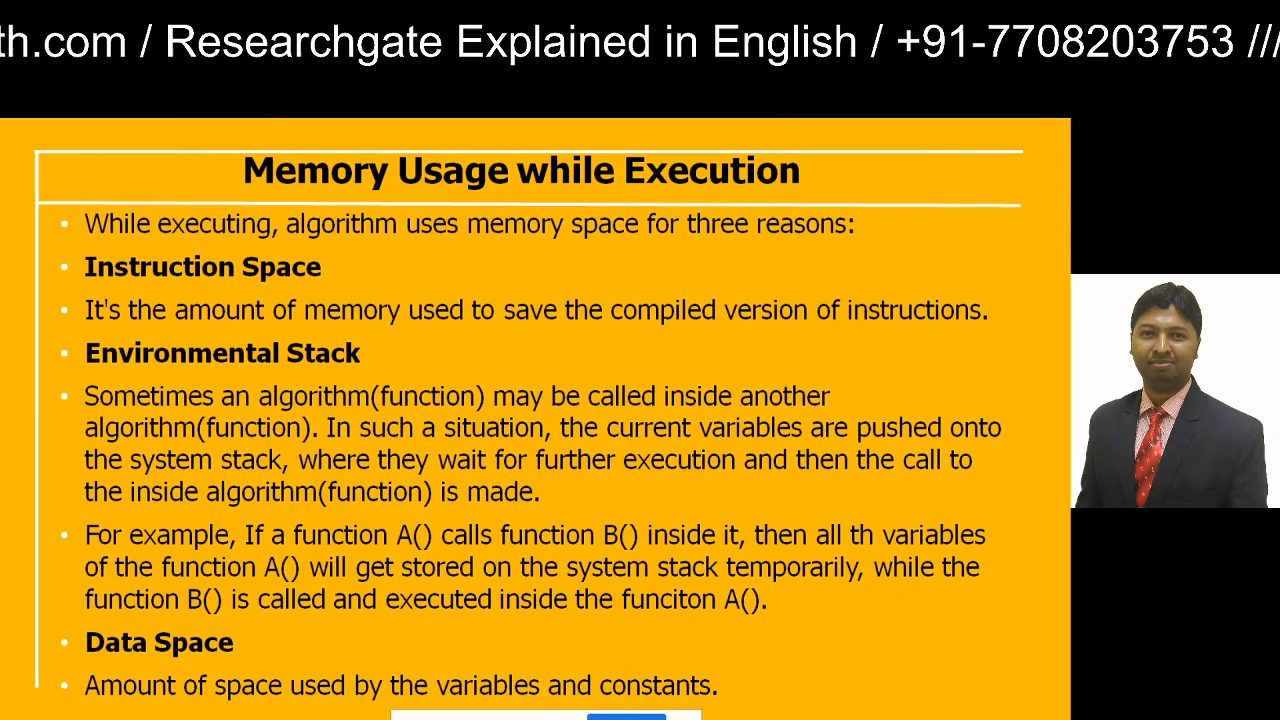 th.com / Researchgate Explained in English / +91-7708203753 ///
Memory Usage while Execution
• While executing, algorithm uses memory space for three reasons:
• Instruction Space
• It's the amount of memory used to save the compiled version of instructions.
• Environmental Stack
• Sometimes an algorithm(function) may be called inside another
algorithm(function). In such a situation, the current variables are pushed onto
the system stack, where they wait for further execution and then the call to
the inside algorithm(function) is made.
• For example, If a function A() calls function B() inside it, then all th variables
of the function A() will get stored on the system stack temporarily, while the
function B() is called and executed inside the funciton A().
• Data Space
• Amount of space used by the variables and constants.